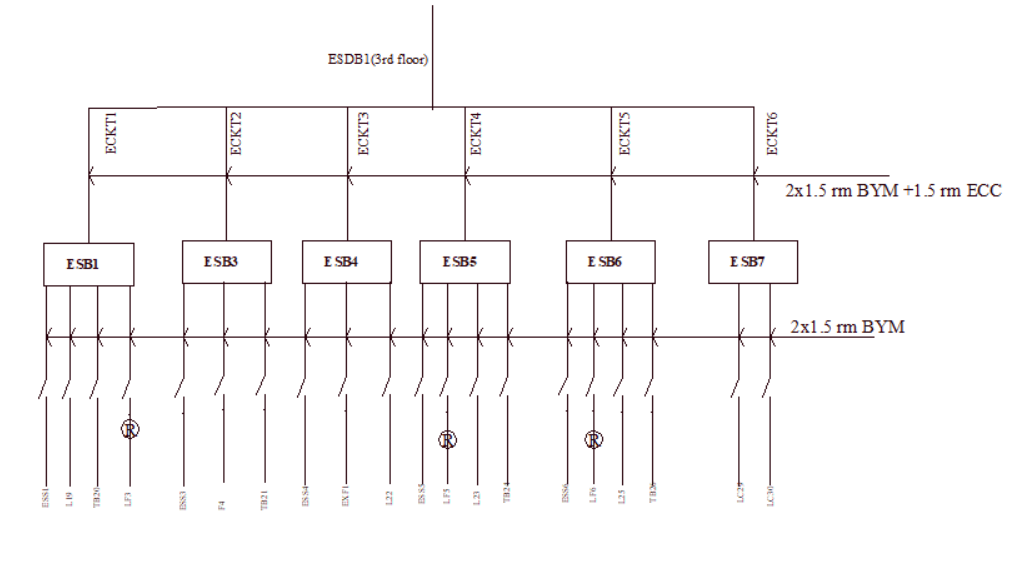 ESDB1(3rd floor)
ECKT1
ECKT2
ECKT3
ECKT4
ECKT5
ECKT6
2x1.5 rm BYM +1.5 rm ECC
ESB1
ESB3
ESB4
ESB5
ESB6
ESB7
2x1.5 rm BYM
R
R
R
ESS1
L19
TB20
LF3
ESS3
F4
TB21
ESS4
EXF1
L22
ESS5
LF5
L23
TB24
ESS6
LF6
L25
TB26
LC29
LC30